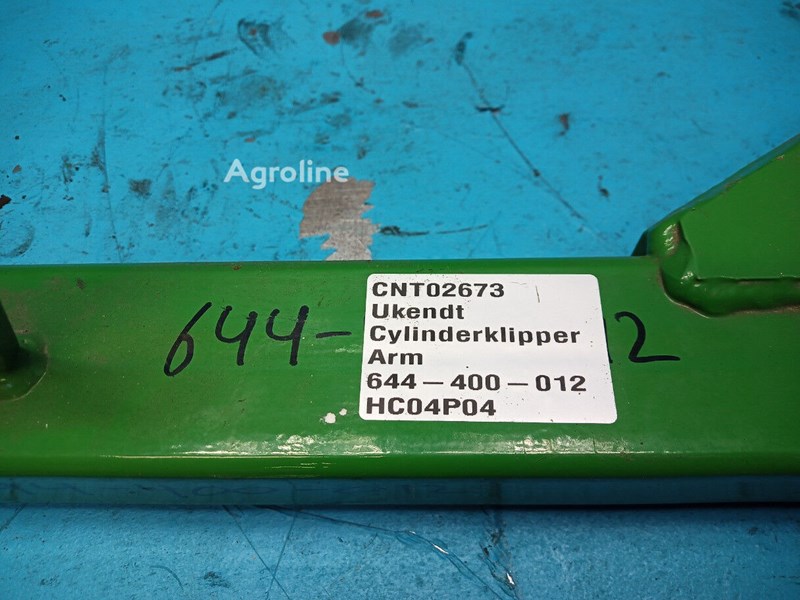 Agroline
CNT02673
Ukendt
644- 12
Cylinderklipper
Arm
644-400-012
HC04P04